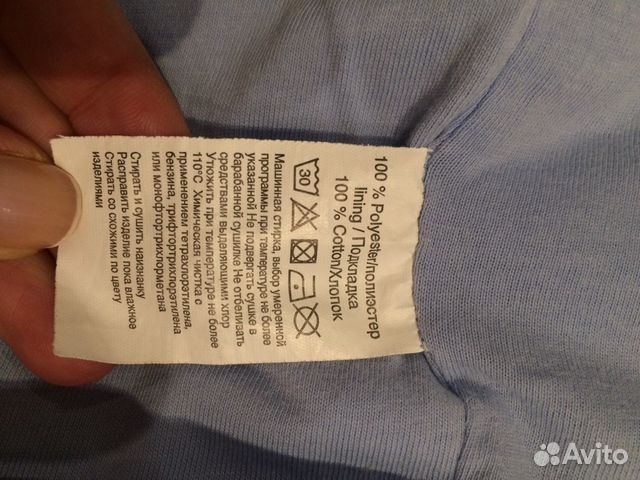 100 % Polyester/полиэстер
lining / Подкладка
100 % Cotton/Хлопок
30
Машинная стирка, выбор умеренной
программы при температуре не более
указанной Не подвергать сушке в
барабанной сушилке Не отбеливать
средствами выделяющими хлор
Утюжить при температуре не более
110°C Химическая чистка с
применением тетрахлорэтилена,
бензина, трифтортрихлорэтилена
или монофтортрихлорметана
Стирать и сушить наизнанку
Расправить изделие пока влажное
Стирать со схожими по цвету
изделиями
Avito